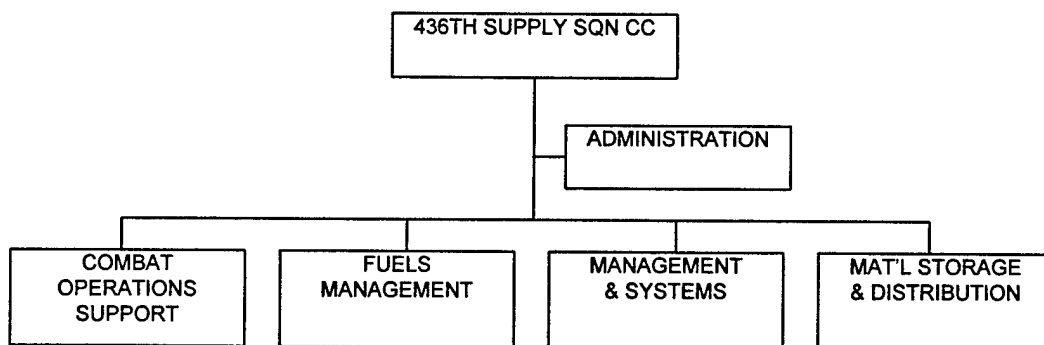 436TH SUPPLY SQN CC
ADMINISTRATION
COMBAT
OPERATIONS
SUPPORT
FUELS
MANAGEMENT
MANAGEMENT
& SYSTEMS
MAT'L STORAGE
& DISTRIBUTION